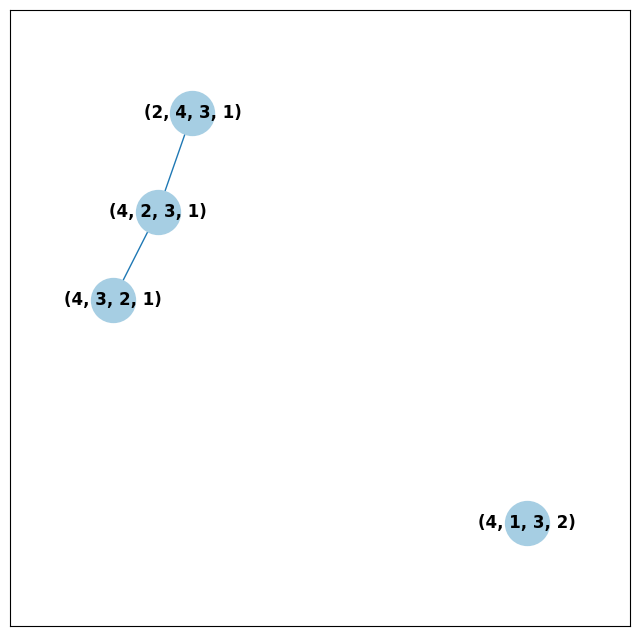 (2, 4, 3, 1)
(4, 2, 3, 1)
(4, 3, 2, 1)
(4, 1, 3, 2)